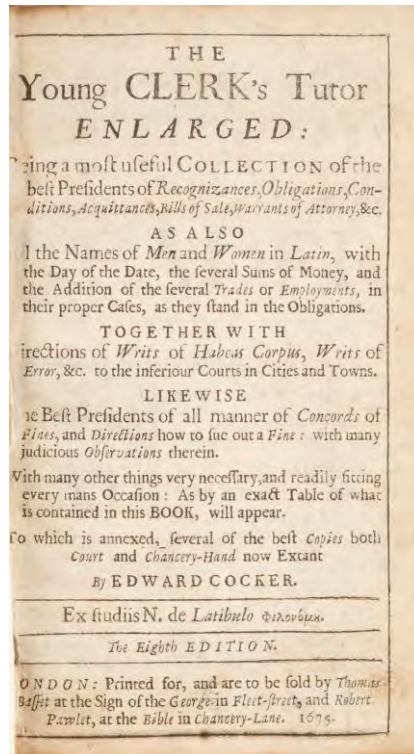 THE
Young CLERK's Tutor
ENLARGED:
eing a moſt uſeful COLLECTION of the
beſt Preſidents of Recognizances, Obligations, Con-
ditions, Acquittances, Bills of Sale, Warrants of Attorney, &c.
AS ALSO
l the Names of Men and Women in Latin, with
the Day of the Date, the ſeveral Sums of Money, and
the Addition of the ſeveral Trades or Employments, in
their proper Caſes, as they ſtand in the Obligations.
TOGETHER WITH
irections of Writs of Habeas Corpus, Writs of
Error, &c. to the inferiour Courts in Cities and Towns.
LIKEWISE
he Beſt Preſidents of all manner of Concords of
Fines, and Directions how to ſue out a Fine: with many
judicious Obſervations therein.
With many other things very neceſſary, and readily fitting
every mans Occaſion: As by an exact Table of what
is contained in this BOOK, will appear.
To which is annexed, ſeveral of the beſt Copies both
Court and Chancery-Hand now Extant
By EDWARD COCKER.
Ex ſtudiis N. de Latibulo Φιλονόμȣ.
The Eighth EDITION.
ONDON: Printed for, and are to be ſold by Thomas
Baſſet at the Sign of the George in Fleet-ſtreet, and Robert
Pawlet, at the Bible in Chancery-Lane. 1675.